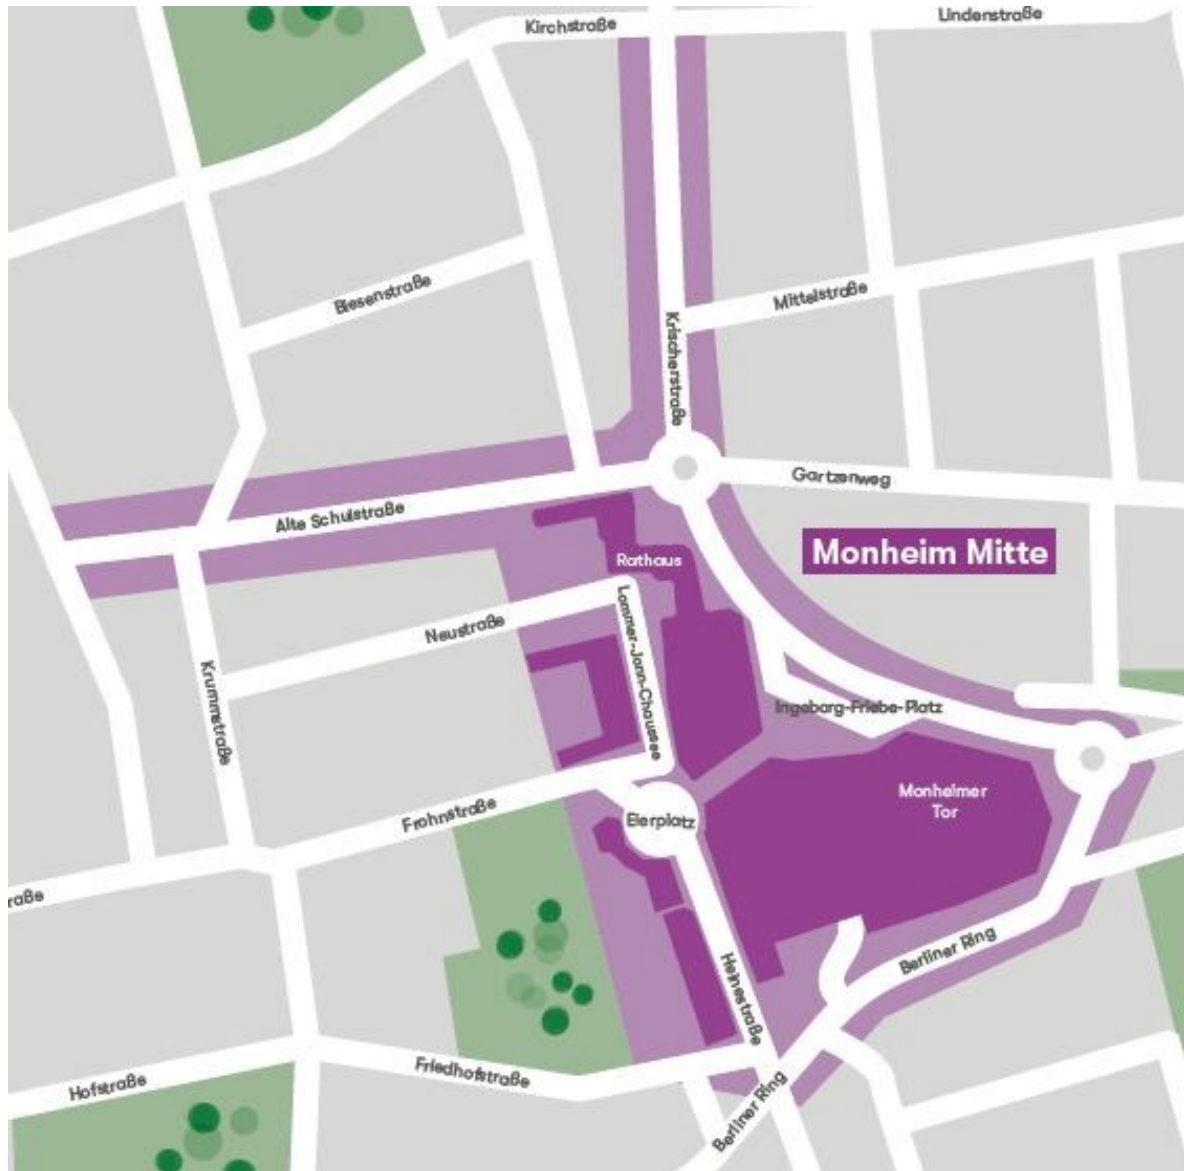 Kirchstraße
Lindenstraße
Biesenstraße
Mittelstraße
Krischerstraße
Gartzenweg
Alte Schulstraße
Monheim Mitte
Rathaus
Lommer-Jonn-Chaussee
Neustraße
Krummstraße
Ingeborg-Friebe-Platz
Monheimer
Tor
Frohnstraße
Eierplatz
raße
Berliner Ring
Heinestraße
Friedhofstraße
Hofstraße
Berliner Ring